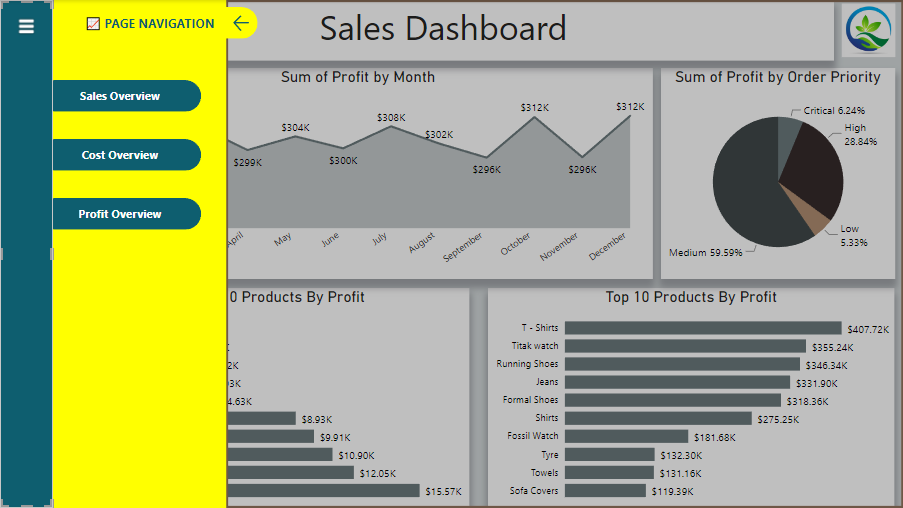 PAGE NAVIGATION
Sales Dashboard
Sales Overview
Cost Overview
Profit Overview
Sum of Profit by Month
$299K
$304K
$300K
$308K
$302K
$296K
$312K
$296K
$312K
April
May
June
July
August
September
October
November
December
Sum of Profit by Order Priority
Critical 6.24%
High
28.84%
Low
5.33%
Medium 59.59%
0 Products By Profit
2K
93K
4.63K
$8.93K
$9.91K
$10.90K
$12.05K
$15.57K
Top 10 Products By Profit
T - Shirts $407.72K
Titak watch $355.24K
Running Shoes $346.34K
Jeans $331.90K
Formal Shoes $318.36K
Shirts $275.25K
Fossil Watch $181.68K
Tyre $132.30K
Towels $131.16K
Sofa Covers $119.39K